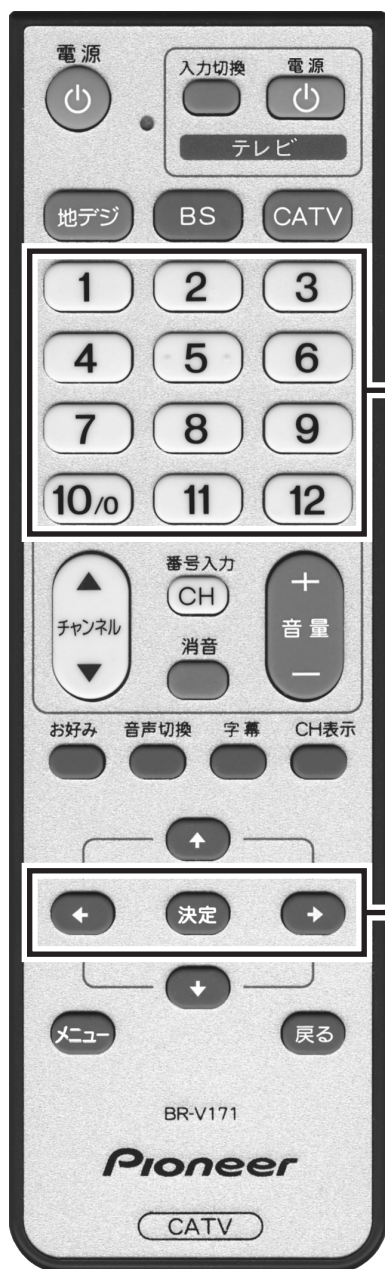 電源
入力切換 電源
テレビ
地デジ BS CATV
1 2 3
4 5 6
7 8 9
10/0 11 12
番号入力
CH
チャンネル
音量
消音
お好み 音声切換 字幕 CH表示
決定
メニュー 戻る
BR-V171
Pioneer
CATV